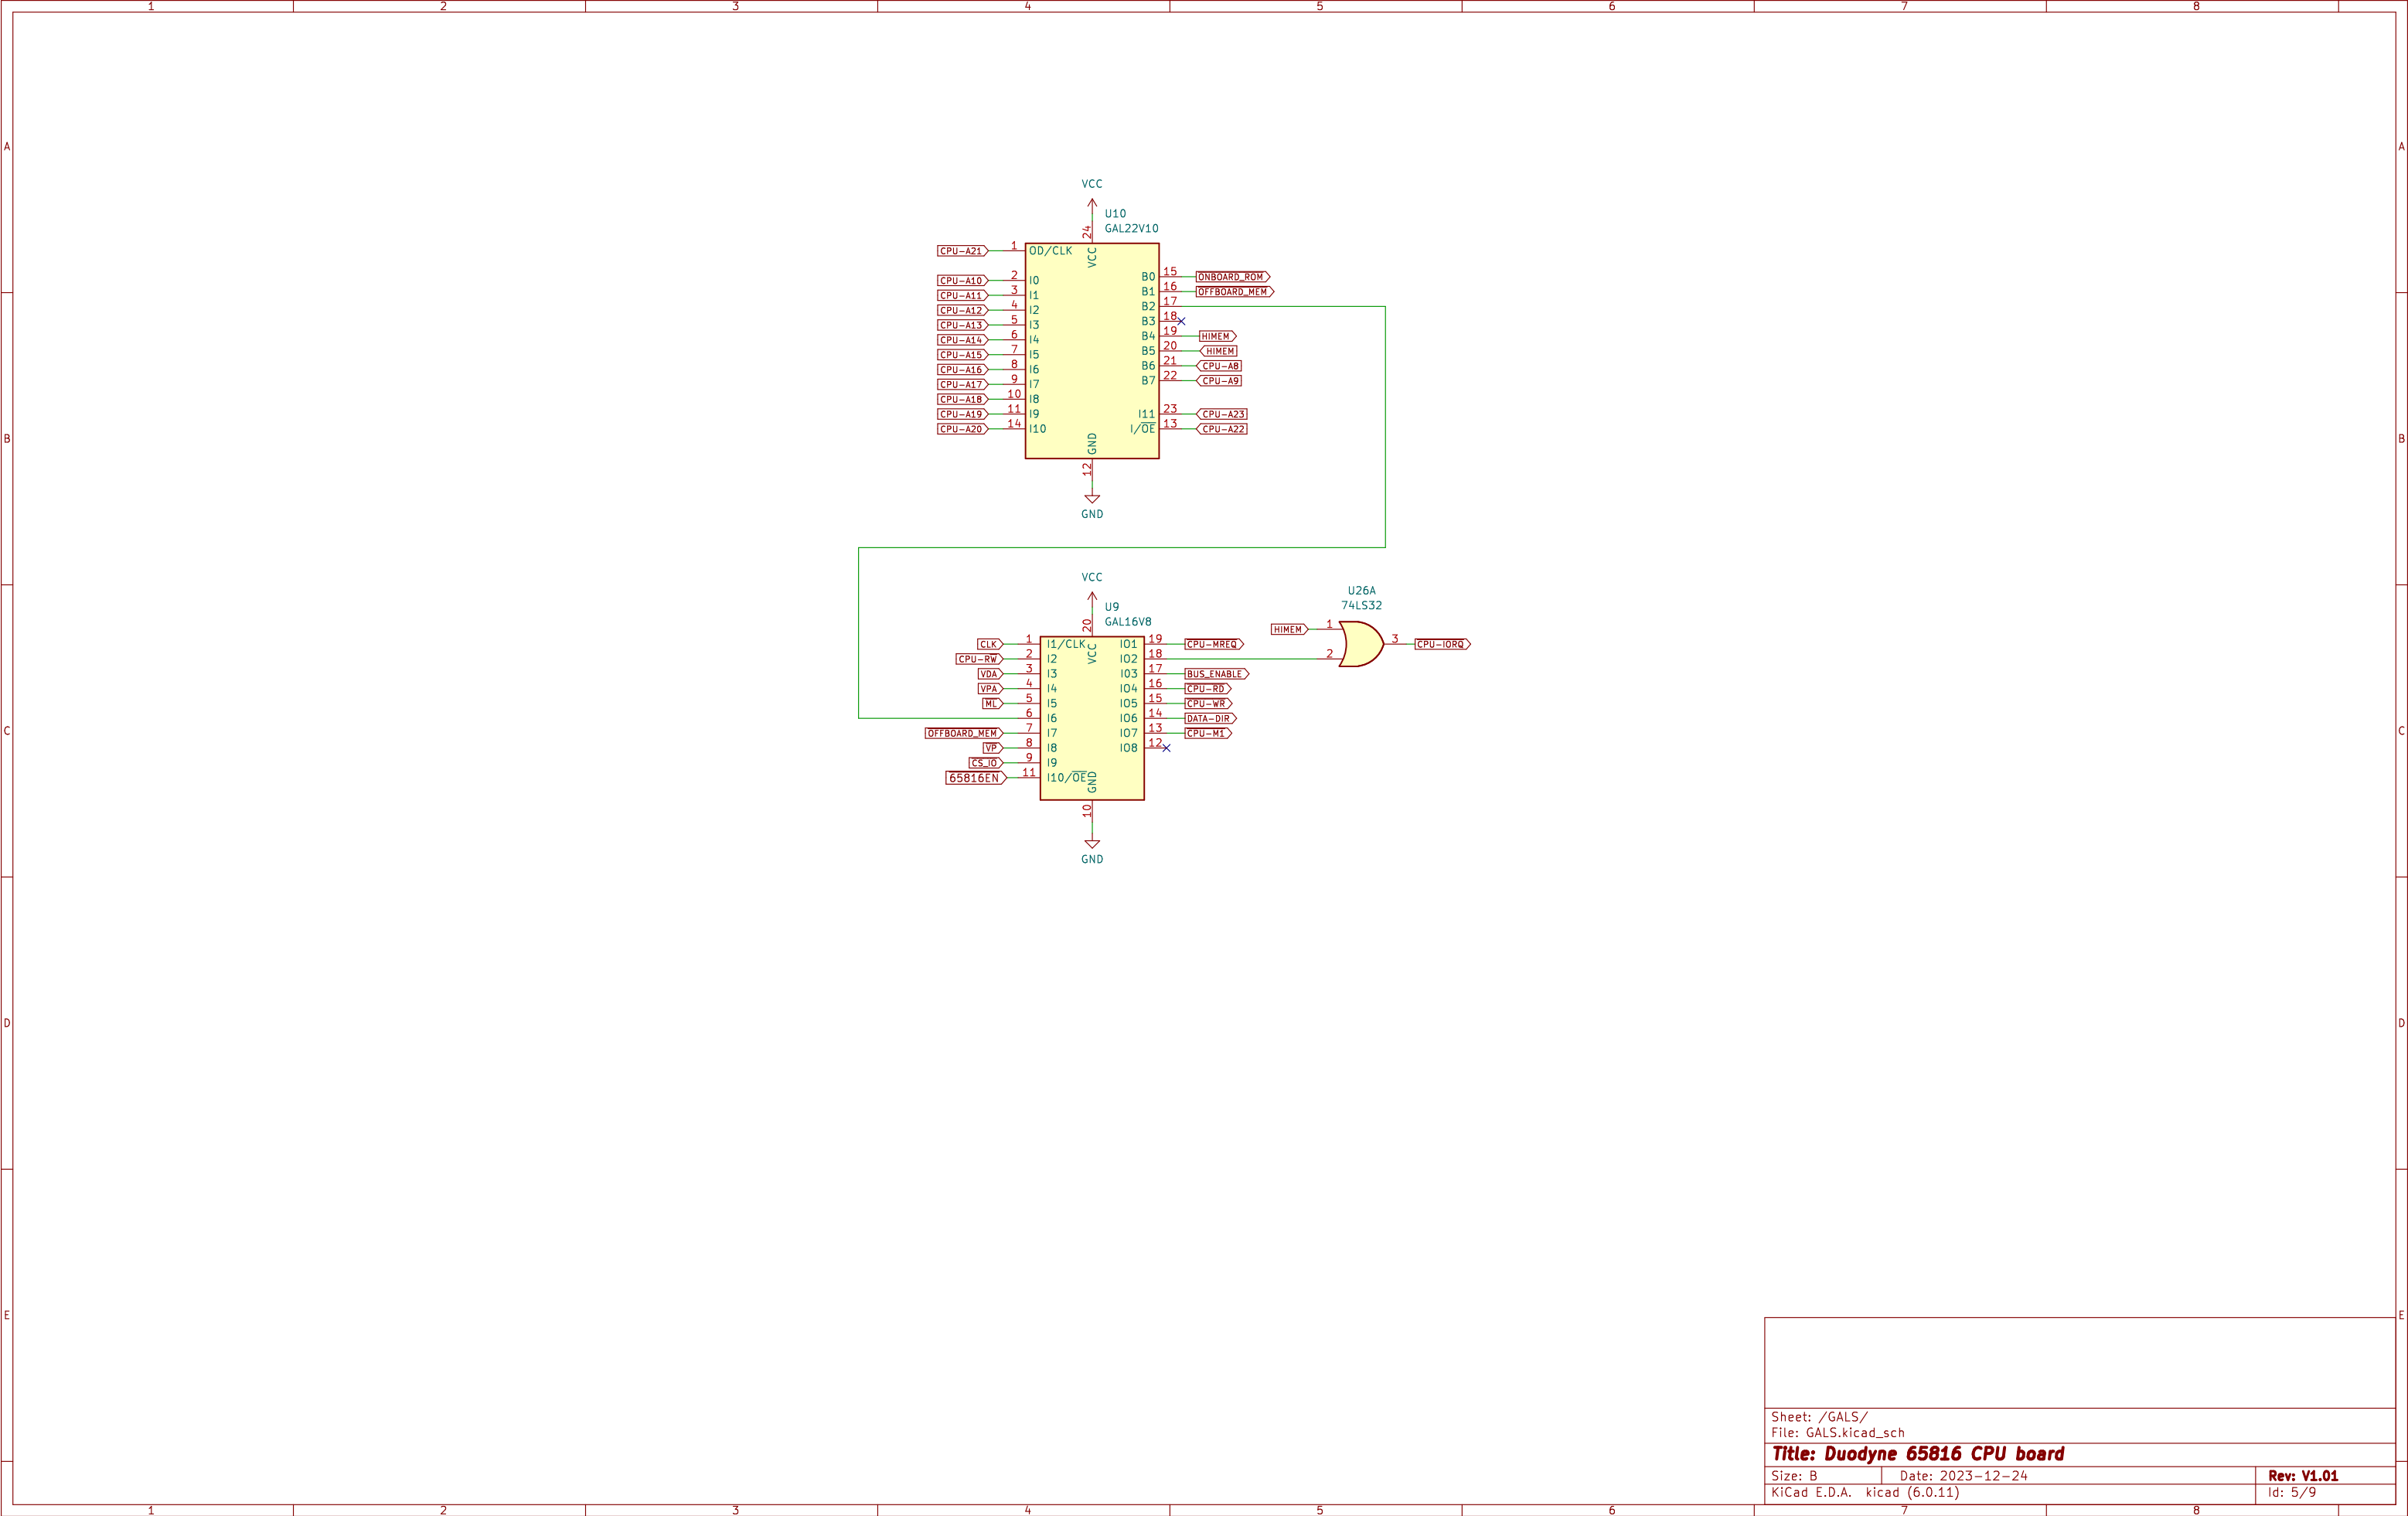 1 2 3 4 5 6 7 8
A A
B B
C C
D D
E E
VCC
U10
GAL22V10
24
VCC
CPU-A21 1 OD/CLK
CPU-A10 2 I0
CPU-A11 3 I1
CPU-A12 4 I2
CPU-A13 5 I3
CPU-A14 6 I4
CPU-A15 7 I5
CPU-A16 8 I6
CPU-A17 9 I7
CPU-A18 10 I8
CPU-A19 11 I9
CPU-A20 14 I10
B0 15 ONBOARD_ROM
B1 16 OFFBOARD_MEM
B2 17
B3 18
B4 19 HIMEM
B5 20 HIMEM
B6 21 CPU-A8
B7 22 CPU-A9
I11 23 CPU-A23
I/OE 13 CPU-A22
GND
12
GND
VCC
U9
GAL16V8
20
VCC
CLK 1 I1/CLK
CPU-RW 2 I2
VDA 3 I3
VPA 4 I4
ML 5 I5
6 I6
OFFBOARD_MEM 7 I7
VP 8 I8
CS_IO 9 I9
65816EN 11 I10/OE
IO1 19 CPU-MREQ
IO2 18
I03 17 BUS_ENABLE
IO4 16 CPU-RD
IO5 15 CPU-WR
IO6 14 DATA-DIR
IO7 13 CPU-M1
IO8 12
GND
10
GND
U26A
74LS32
HIMEM 1
2
3 CPU-IORQ
Sheet: /GALS/
File: GALS.kicad_sch
Title: Duodyne 65816 CPU board
Size: B Date: 2023-12-24 Rev: V1.01
KiCad E.D.A. kicad (6.0.11) Id: 5/9
1 2 3 4 5 6 7 8